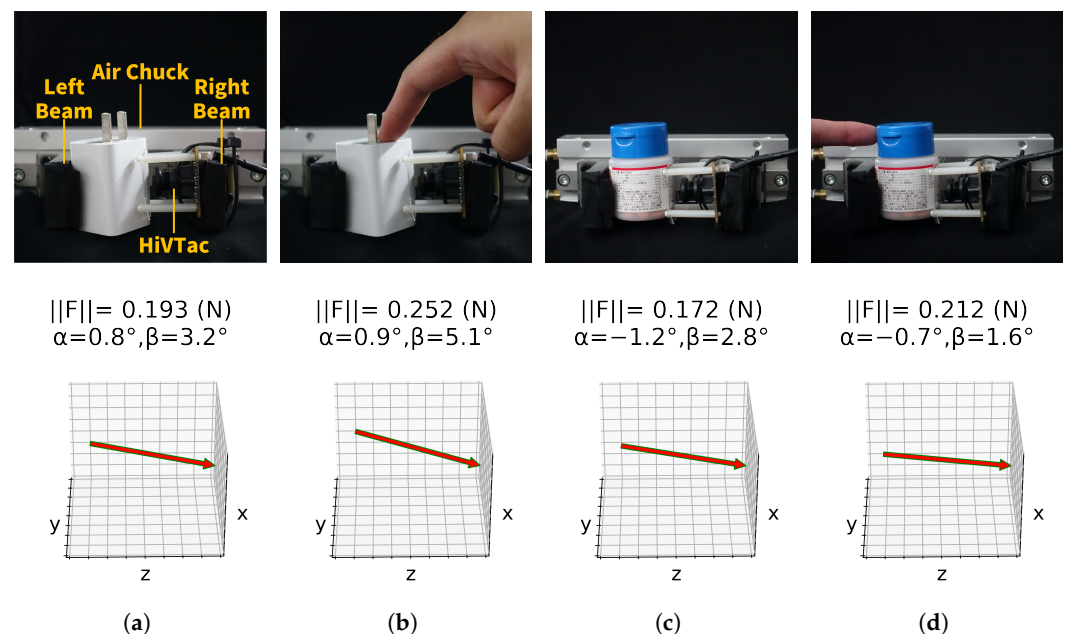 Air Chuck
Left
Beam
Right
Beam
HiVTac
||F||= 0.193 (N)
α=0.8°,β=3.2°
||F||= 0.252 (N)
α=0.9°,β=5.1°
||F||= 0.172 (N)
α=−1.2°,β=2.8°
||F||= 0.212 (N)
α=−0.7°,β=1.6°
y
z
x
y
z
x
y
z
x
y
z
x
(a)
(b)
(c)
(d)